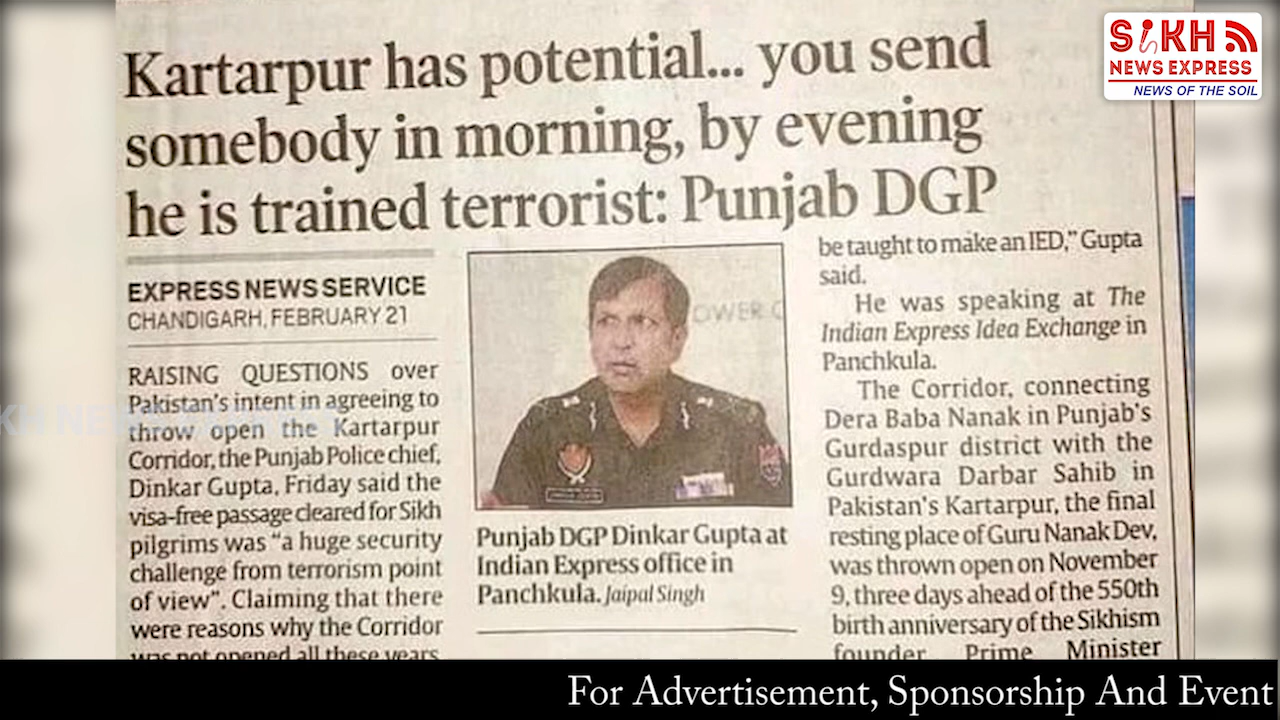 SiKH
NEWS EXPRESS
NEWS OF THE SOIL
Kartarpur has potential... you send
somebody in morning, by evening
he is trained terrorist: Punjab DGP
EXPRESS NEWS SERVICE
CHANDIGARH, FEBRUARY 21
RAISING QUESTIONS over
Pakistan's intent in agreeing to
throw open the Kartarpur
Corridor, the Punjab Police chief,
Dinkar Gupta, Friday said the
visa-free passage cleared for Sikh
pilgrims was "a huge security
challenge from terrorism point
of view". Claiming that there
were reasons why the Corridor
was not opened all these years,
OWER C
Punjab DGP Dinkar Gupta at
Indian Express office in
Panchkula. Jaipal Singh
be taught to make an IED," Gupta
said.
He was speaking at The
Indian Express Idea Exchange in
Panchkula.
The Corridor, connecting
Dera Baba Nanak in Punjab's
Gurdaspur district with the
Gurdwara Darbar Sahib in
Pakistan's Kartarpur, the final
resting place of Guru Nanak Dev,
was thrown open on November
9, three days ahead of the 550th
birth anniversary of the Sikhism
founder. Prime Minister
For Advertisement, Sponsorship And Event